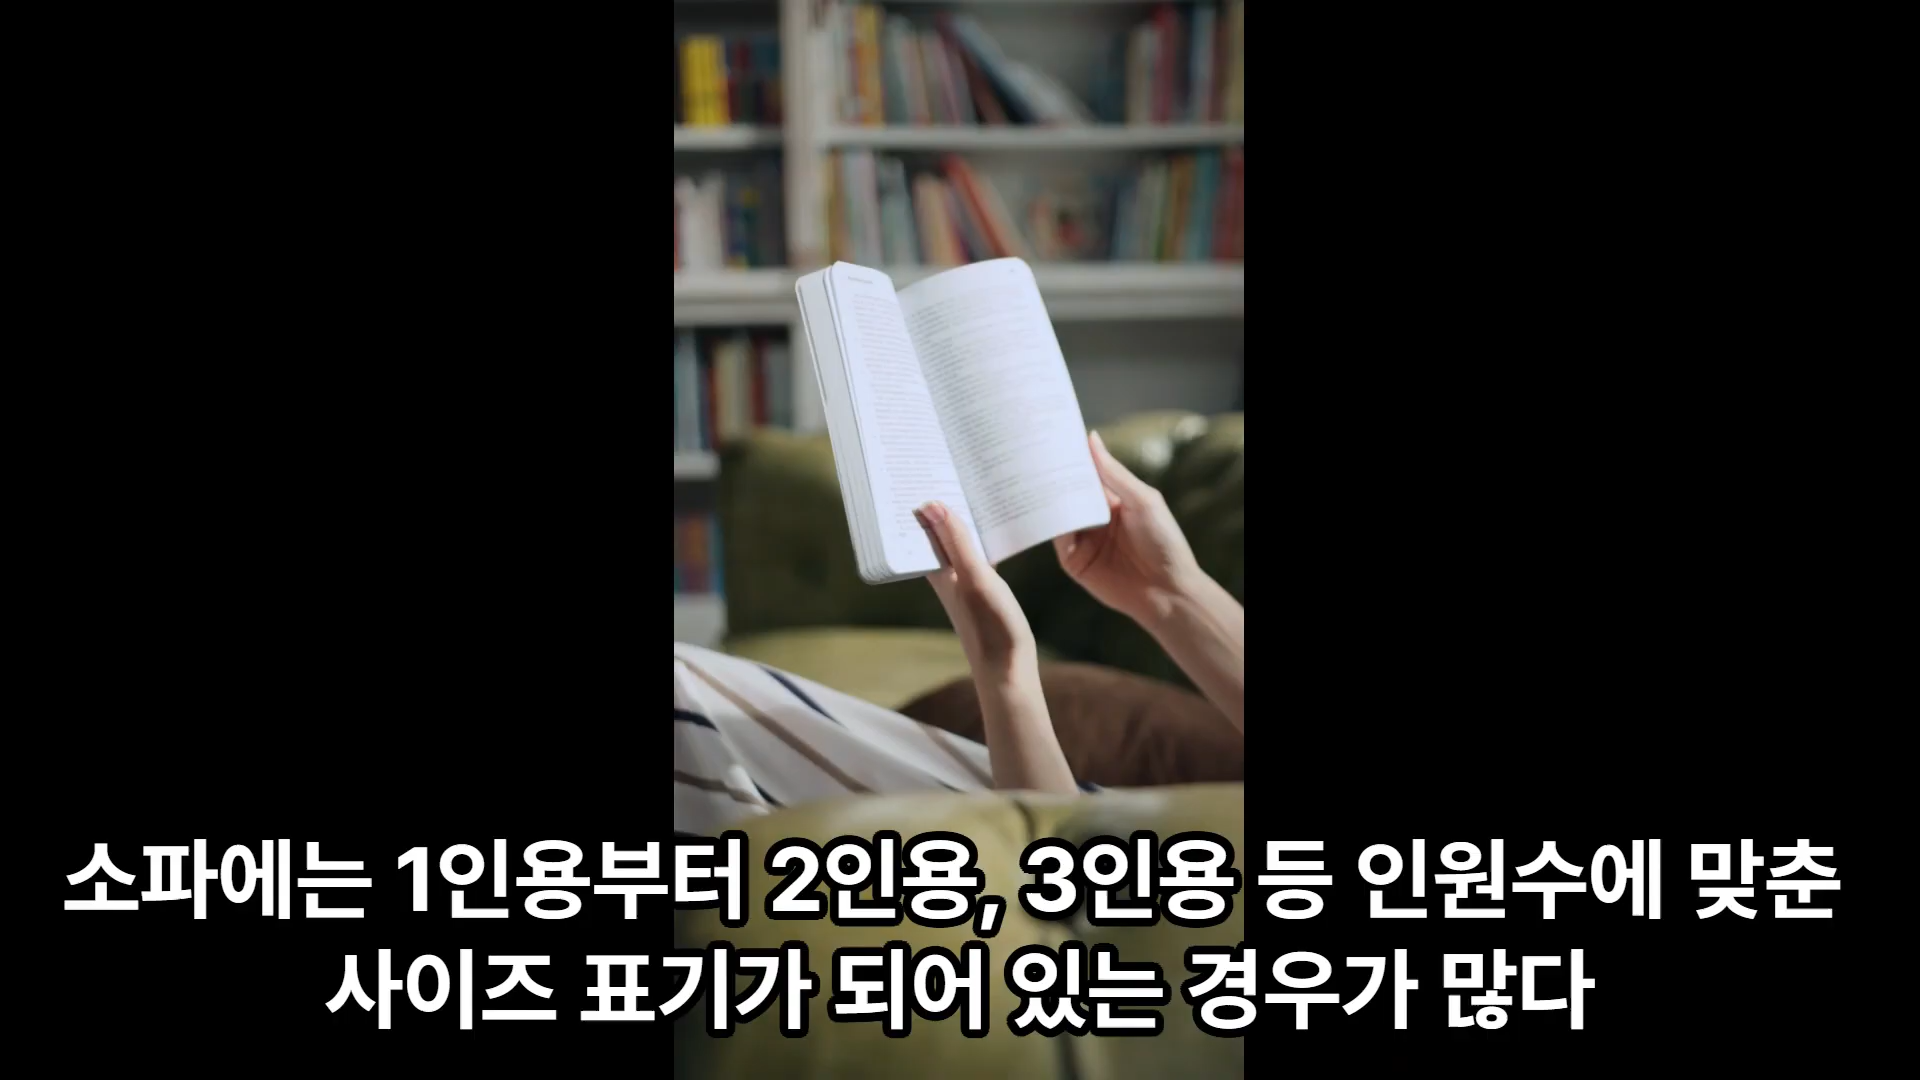 소파에는 1인용부터 2인용, 3인용 등 인원수에 맞춘
사이즈 표기가 되어 있는 경우가 많다